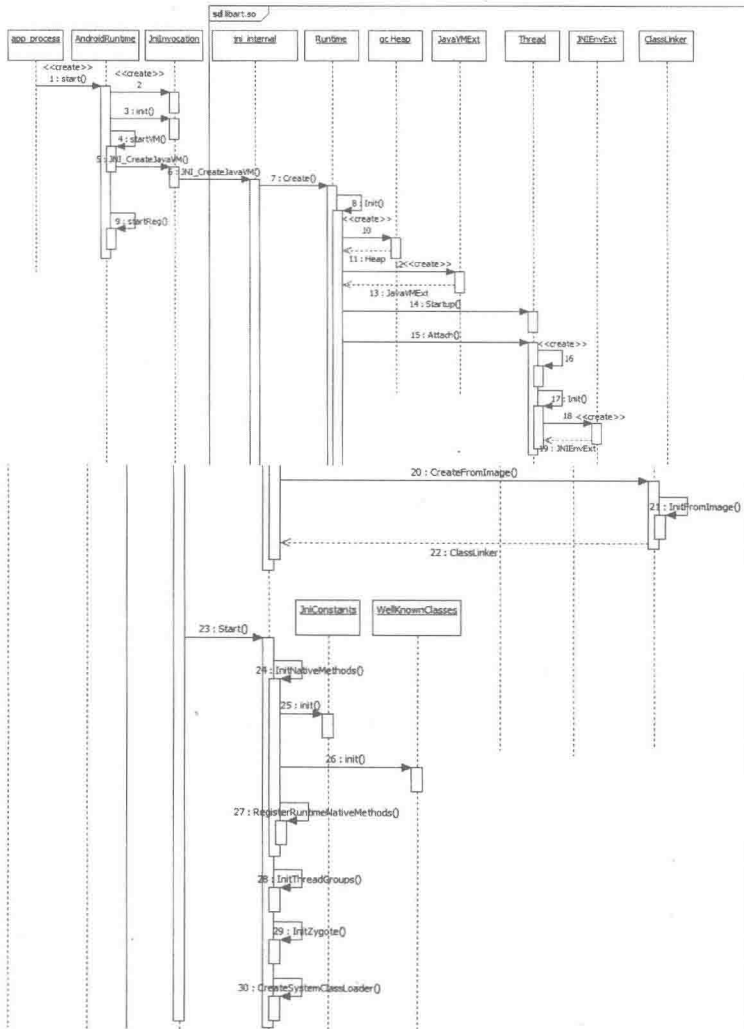 sd libart.so
app_process AndroidRuntime JniInvocation jni_internal Runtime gc Heap JavaVMExt Thread JNIEnvExt ClassLinker
<<create>>
1 : start()
<<create>>
2
3 : init()
4 : startVM()
5 : JNI_CreateJavaVM()
6 : JNI_CreateJavaVM()
7 : Create()
8 : Init()
9 : startReg()
<<create>>
10
11 : Heap
12<<create>>
13 : JavaVMExt
14 : Startup()
15 : Attach()
<<create>>
16
17 : Init()
18 <<create>>
19 : JNIEnvExt
20 : CreateFromImage()
21 : InitFromImage()
22 : ClassLinker
JniConstants WellKnownClasses
23 : Start()
24 : InitNativeMethods()
25 : init()
26 : init()
27 : RegisterRuntimeNativeMethods()
28 : InitThreadGroups()
29 : InitZygote()
30 : CreateSystemClassLoader()